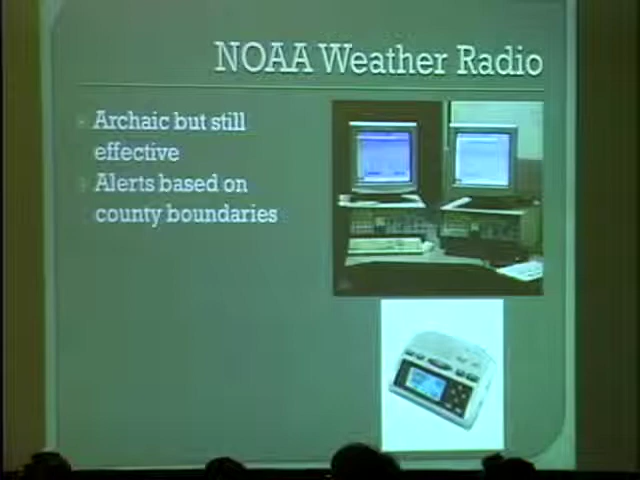 NOAA Weather Radio
Archaic but still
effective
Alerts based on
county boundaries